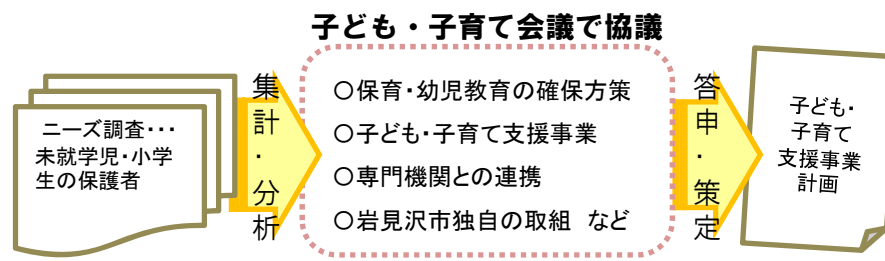 子ども・子育て会議で協議
ニーズ調査・・・
未就学児・小学
生の保護者
集計・分析
○保育・幼児教育の確保方策
○子ども・子育て支援事業
○専門機関との連携
○岩見沢市独自の取組 など
答申・策定
子ども・
子育て
支援事業
計画